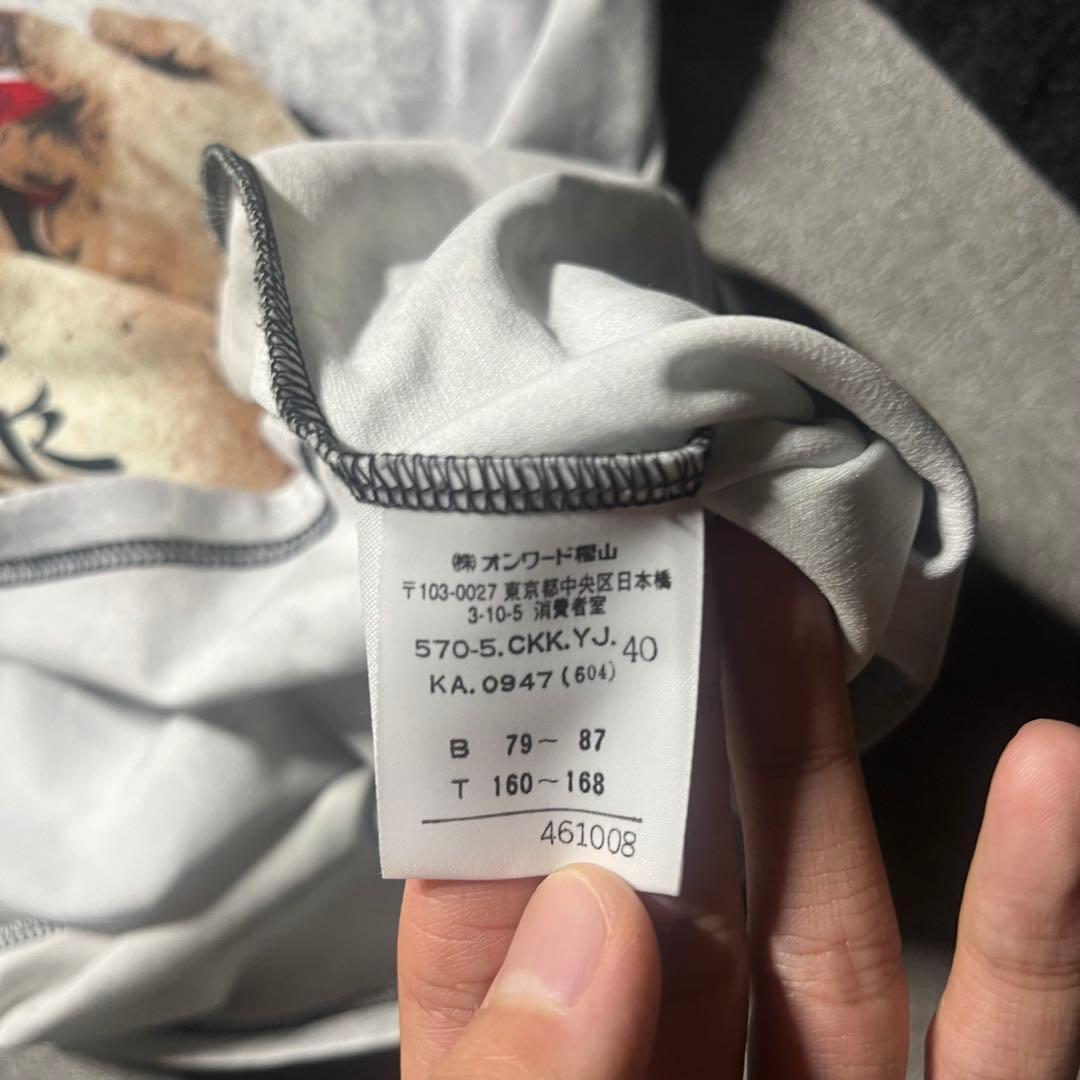 ㈱ オンワード樫山
〒103-0027 東京都中央区日本橋
3-10-5 消費者室
570-5.CKK.YJ. 40
KA.0947(604)
B 79～ 87
T 160～168
461008